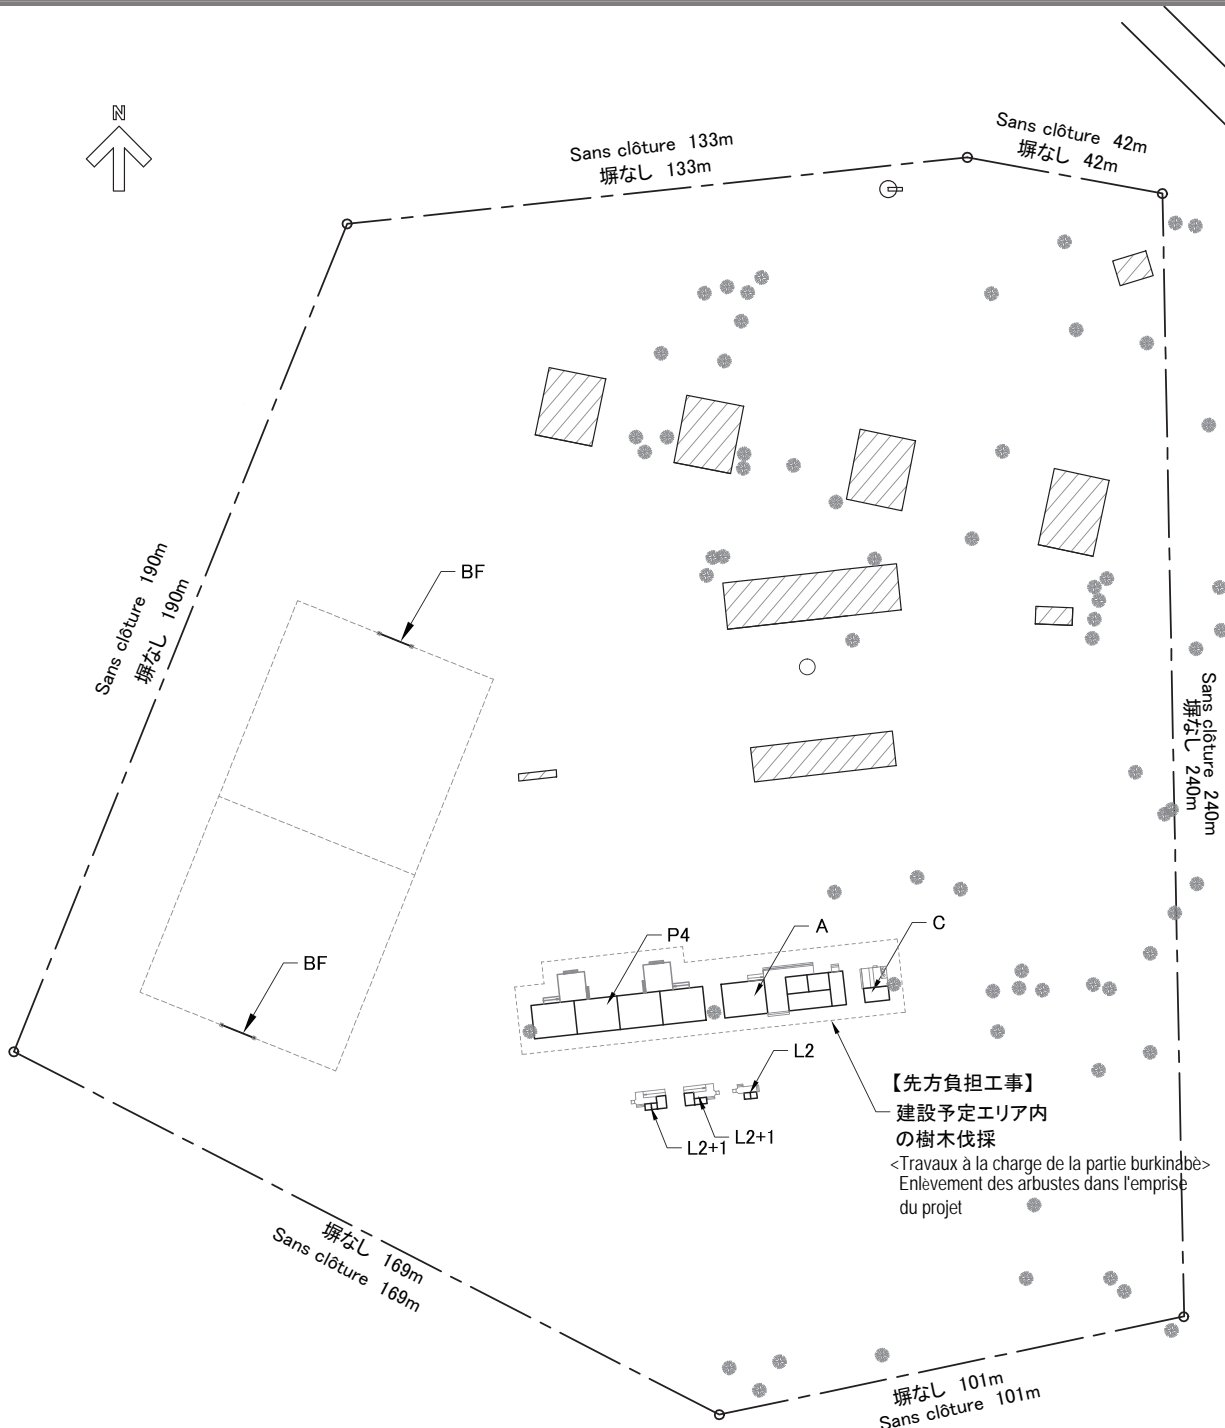 N
Sans clôture 133m
塀なし 133m
Sans clôture 42m
塀なし 42m
Sans clôture 190m
塀なし 190m
BF
Sans clôture 240m
塀なし 240m
BF
P4
A
C
L2
L2+1
L2+1
【先方負担工事】
建設予定エリア内
の樹木伐採
<Travaux à la charge de la partie burkinabè>
Enlèvement des arbustes dans l'emprise
du projet
塀なし 169m
Sans clôture 169m
塀なし 101m
Sans clôture 101m